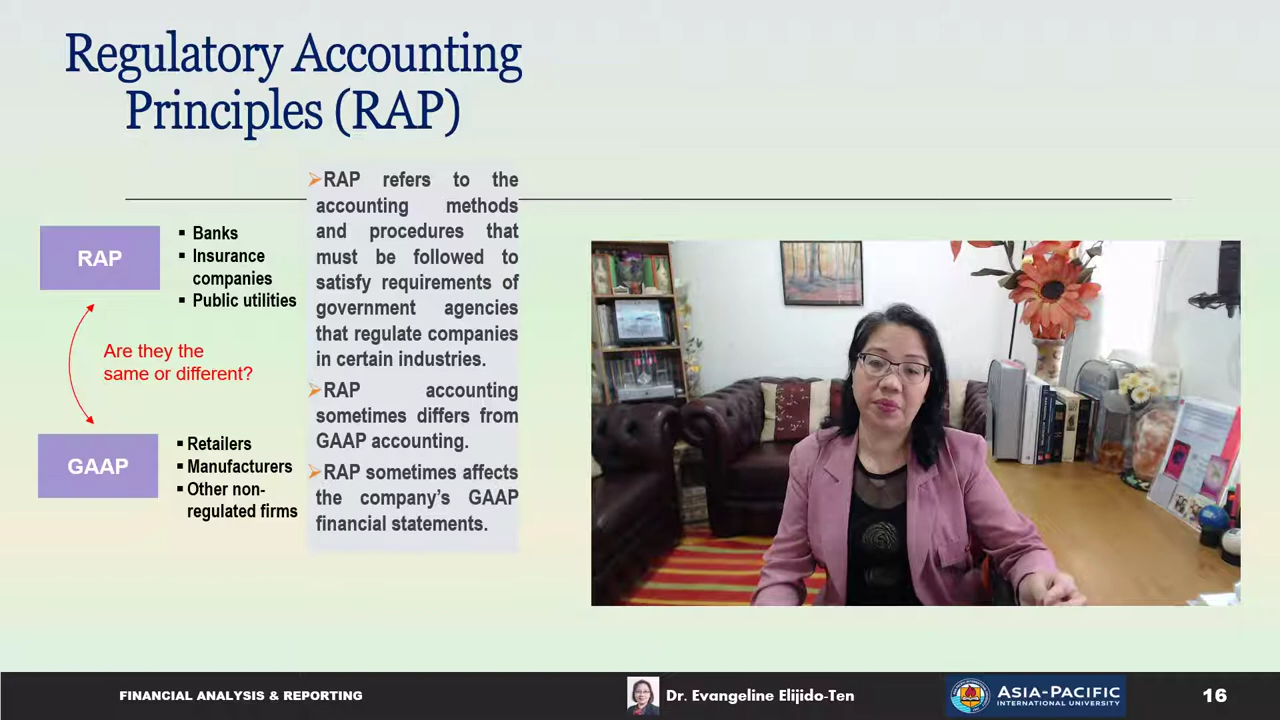 Regulatory Accounting
Principles (RAP)
RAP
▪ Banks
▪ Insurance
companies
▪ Public utilities
Are they the
same or different?
GAAP
▪ Retailers
▪ Manufacturers
▪ Other non-
regulated firms
➢RAP refers to the
accounting methods
and procedures that
must be followed to
satisfy requirements of
government agencies
that regulate companies
in certain industries.
➢RAP accounting
sometimes differs from
GAAP accounting.
➢RAP sometimes affects
the company's GAAP
financial statements.
FINANCIAL ANALYSIS & REPORTING
Dr. Evangeline Elijido-Ten
ASIA-PACIFIC
INTERNATIONAL UNIVERSITY
16